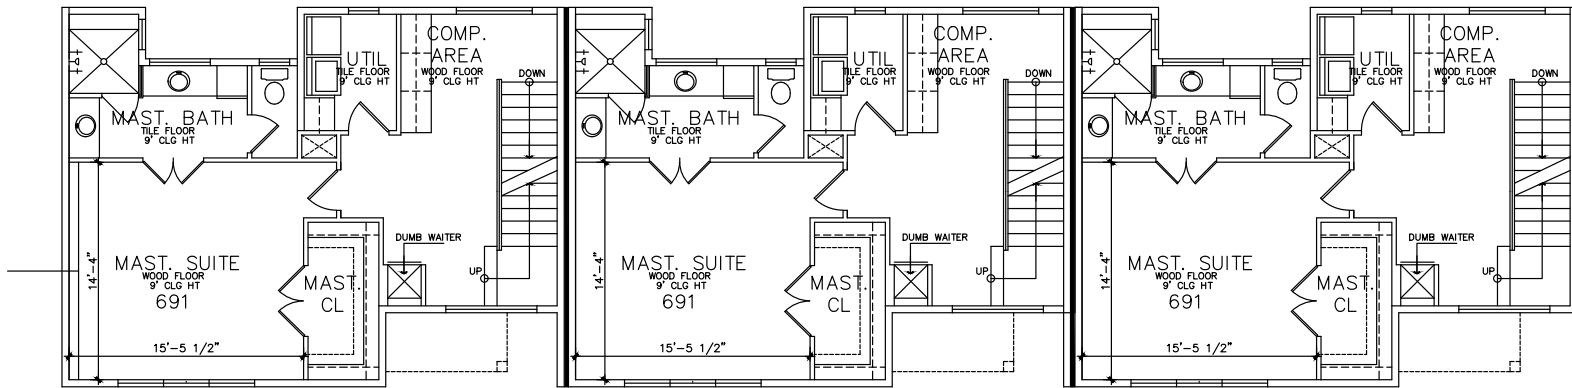 COMP.
AREA
WOOD FLOOR
9' CLG HT
UTIL
TILE FLOOR
9' CLG HT
DOWN
MAST. BATH
TILE FLOOR
9' CLG HT
DUMB WAITER
UP
MAST. SUITE
WOOD FLOOR
9' CLG HT
691
MAST.
CL
14'-4"
15'-5 1/2"
COMP.
AREA
WOOD FLOOR
9' CLG HT
UTIL
TILE FLOOR
9' CLG HT
DOWN
MAST. BATH
TILE FLOOR
9' CLG HT
DUMB WAITER
UP
MAST. SUITE
WOOD FLOOR
9' CLG HT
691
MAST.
CL
14'-4"
15'-5 1/2"
COMP.
AREA
WOOD FLOOR
9' CLG HT
UTIL
TILE FLOOR
9' CLG HT
DOWN
MAST. BATH
TILE FLOOR
9' CLG HT
DUMB WAITER
UP
MAST. SUITE
WOOD FLOOR
9' CLG HT
691
MAST.
CL
14'-4"
15'-5 1/2"